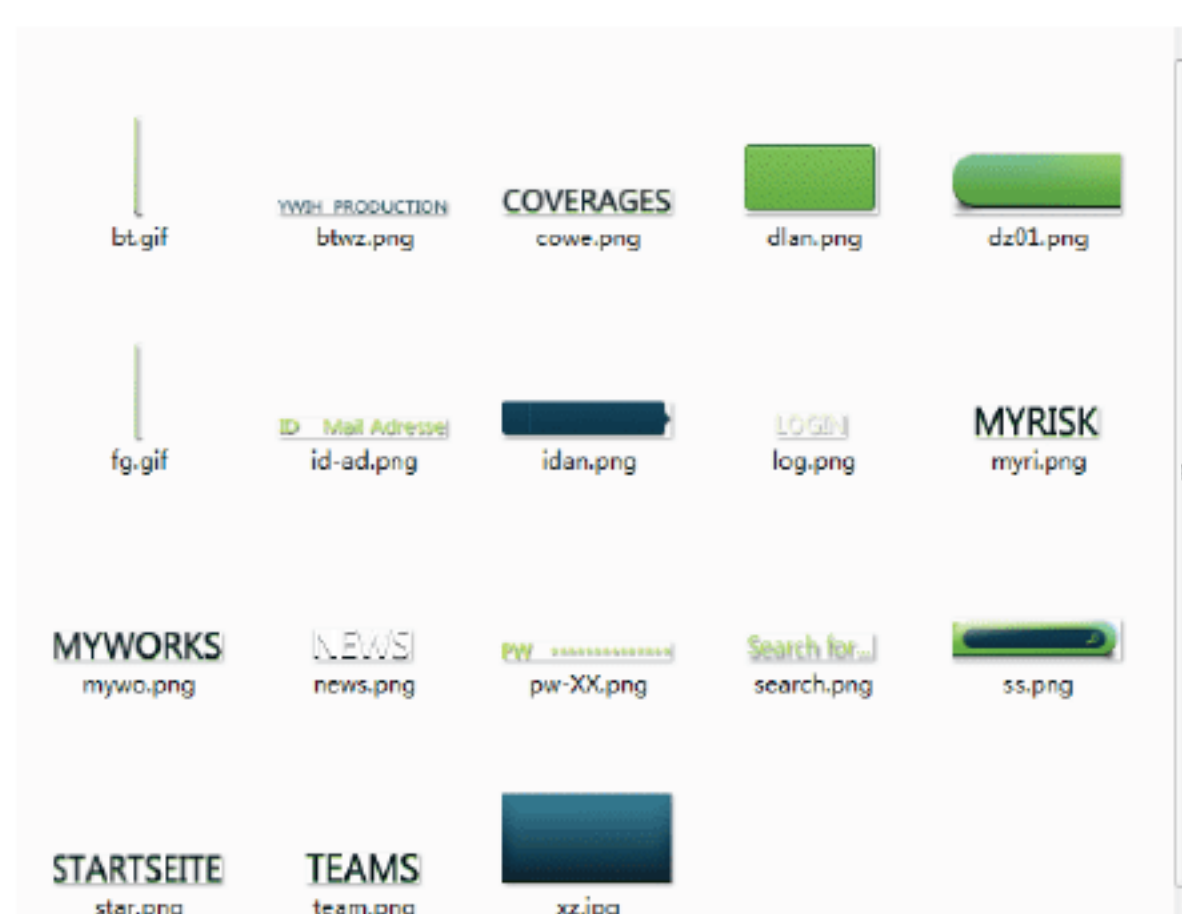 YWIH PRODUCTION
COVERAGES
bt.gif
btwz.png
cowe.png
dlan.png
dz01.png
ID Mail Adresse
LOGIN
MYRISK
fg.gif
id-ad.png
idan.png
log.png
myri.png
MYWORKS
NEWS
PW
Search for...
mywo.png
news.png
pw-XX.png
search.png
ss.png
STARTSEITE
TEAMS
star.png
team.png
xz.jpg